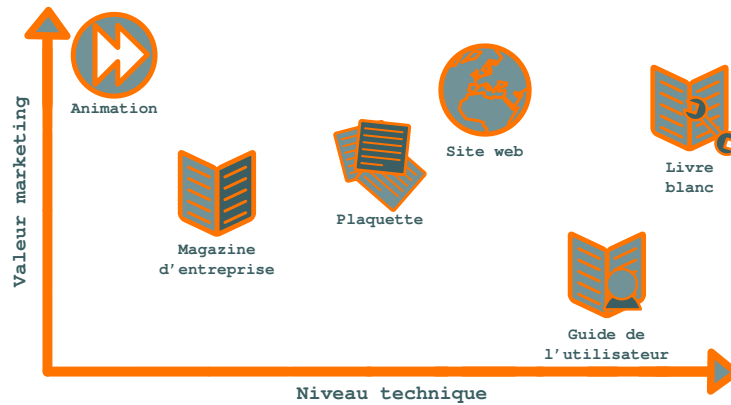 Valeur marketing
Animation
Magazine
d'entreprise
Plaquette
Site web
Livre
blanc
Guide de
l'utilisateur
Niveau technique